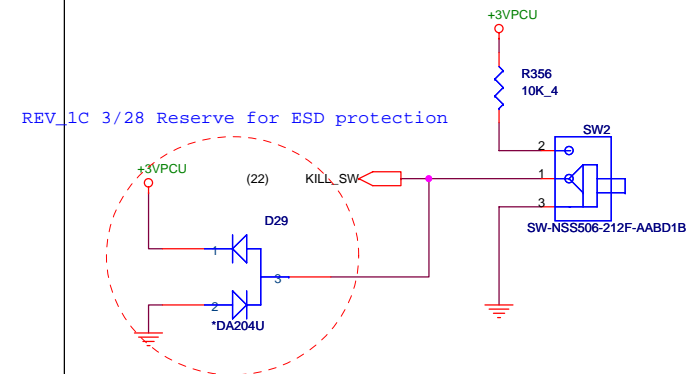 +3VPCU
R356
10K_4
REV_1C 3/28 Reserve for ESD protection
SW2
2
+3VPCU
(22)
KILL_SW
1
3
D29
SW-NSS506-212F-AABD1B
1
3
2
*DA204U